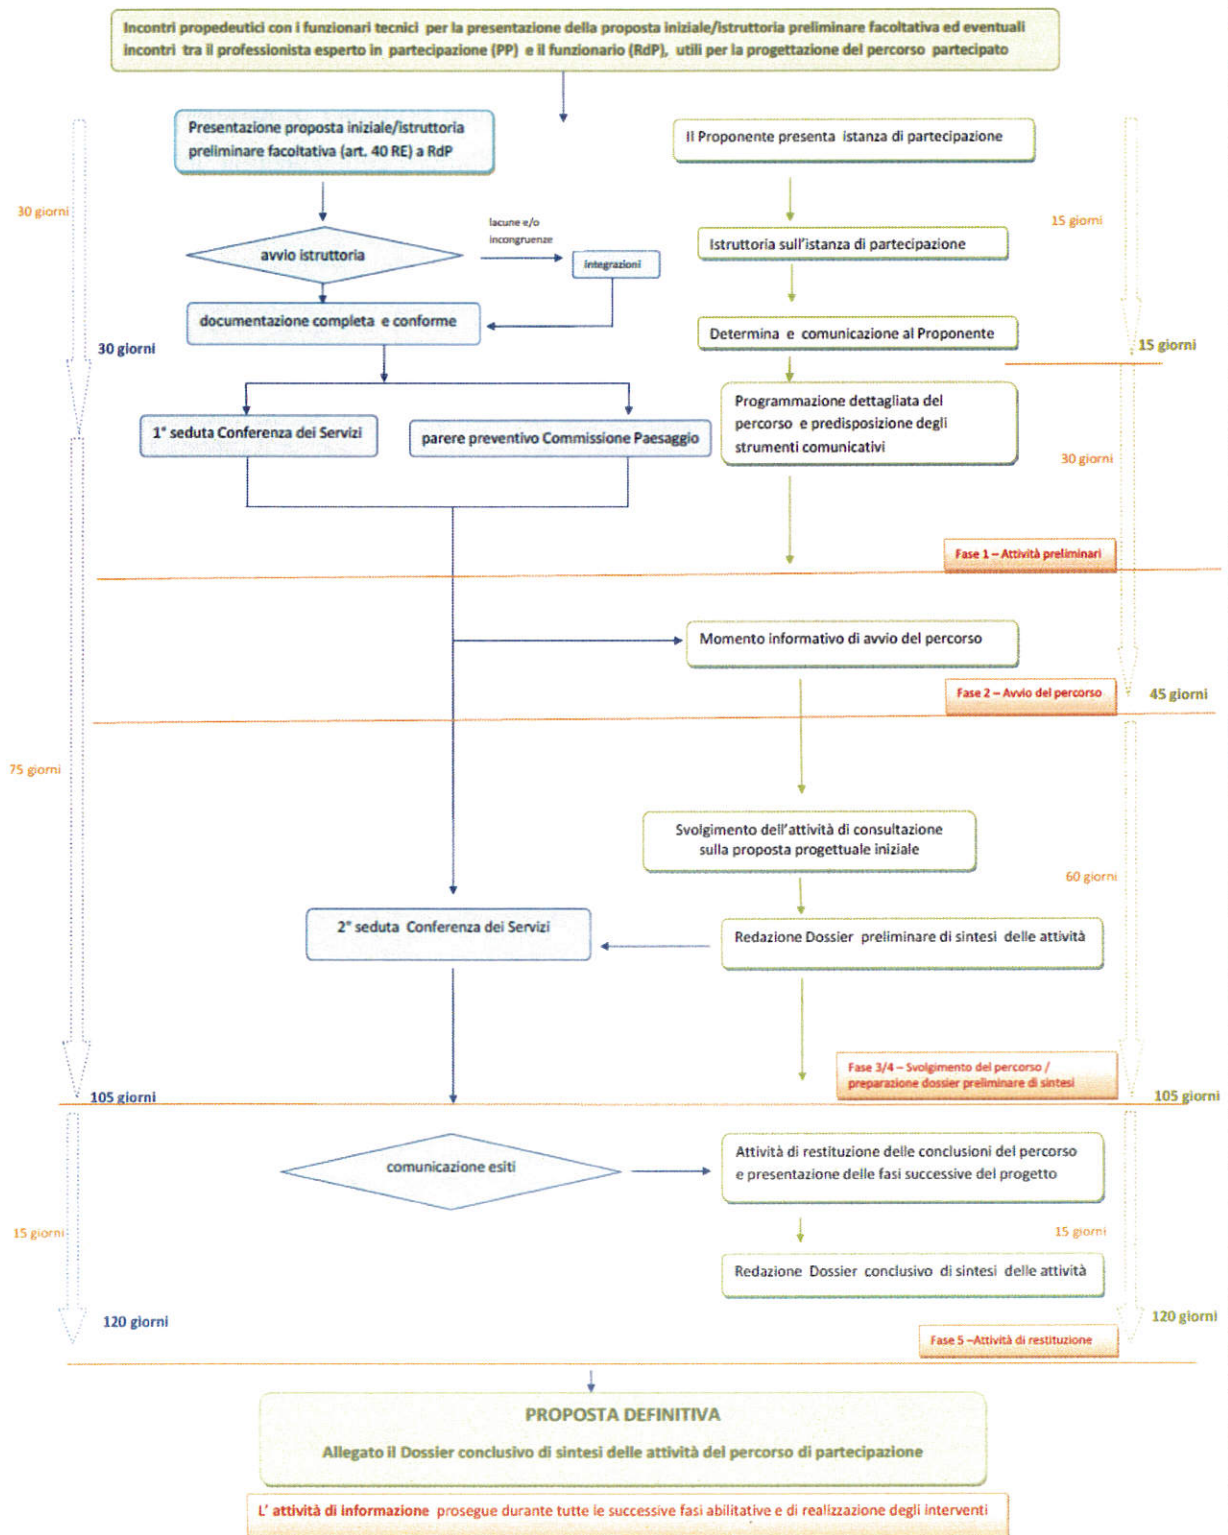 Incontri propedeutici con i funzionari tecnici per la presentazione della proposta iniziale/istruttoria preliminare facoltativa ed eventuali
incontri tra il professionista esperto in partecipazione (PP) e il funzionario (RdP), utili per la progettazione del percorso partecipato
Presentazione proposta iniziale/istruttoria
preliminare facoltativa (art. 40 RE) a RdP
Il Proponente presenta istanza di partecipazione
30 giorni
15 giorni
lacune e/o
incongruenze
avvio istruttoria
integrazioni
Istruttoria sull'istanza di partecipazione
documentazione completa e conforme
Determina e comunicazione al Proponente
30 giorni
15 giorni
1° seduta Conferenza dei Servizi
parere preventivo Commissione Paesaggio
Programmazione dettagliata del
percorso e predisposizione degli
strumenti comunicativi
30 giorni
Fase 1 – Attività preliminari
Momento informativo di avvio del percorso
Fase 2 – Avvio del percorso
45 giorni
75 giorni
Svolgimento dell'attività di consultazione
sulla proposta progettuale iniziale
60 giorni
2° seduta Conferenza dei Servizi
Redazione Dossier preliminare di sintesi delle attività
Fase 3/4 – Svolgimento del percorso /
preparazione dossier preliminare di sintesi
105 giorni
105 giorni
comunicazione esiti
Attività di restituzione delle conclusioni del percorso
e presentazione delle fasi successive del progetto
15 giorni
15 giorni
Redazione Dossier conclusivo di sintesi delle attività
120 giorni
120 giorni
Fase 5 –Attività di restituzione
PROPOSTA DEFINITIVA
Allegato il Dossier conclusivo di sintesi delle attività del percorso di partecipazione
L' attività di informazione prosegue durante tutte le successive fasi abilitative e di realizzazione degli interventi